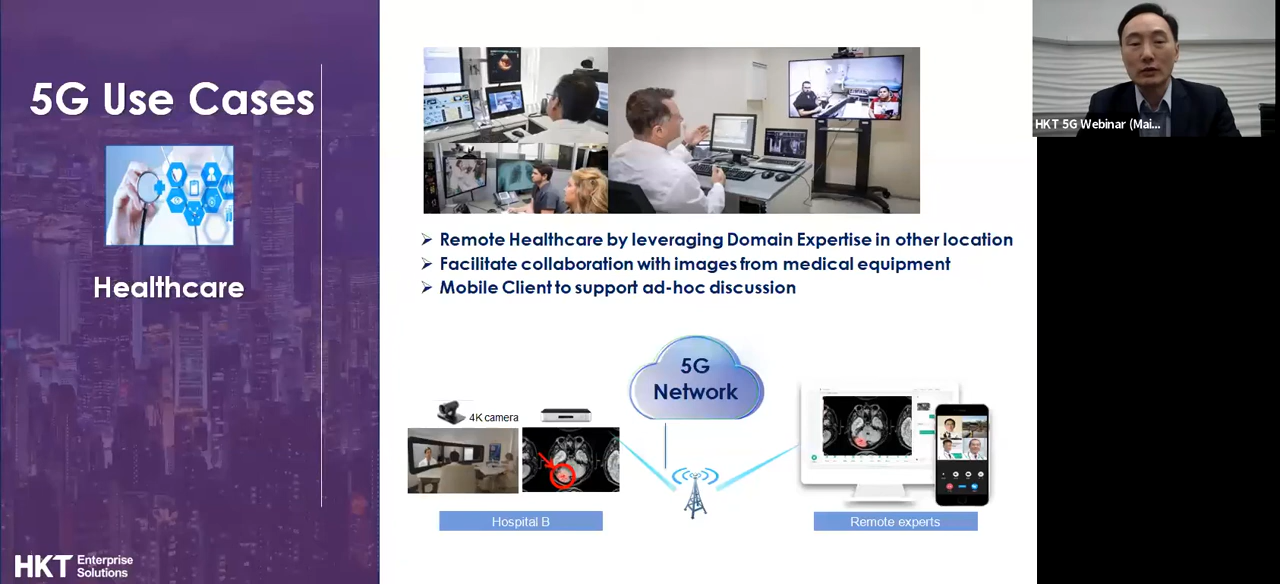 5G Use Cases
Healthcare
HKT Enterprise
Solutions
➢ Remote Healthcare by leveraging Domain Expertise in other location
➢ Facilitate collaboration with images from medical equipment
➢ Mobile Client to support ad-hoc discussion
5G
Network
4K camera
Hospital B
Remote experts
HKT 5G Webinar (Mai...